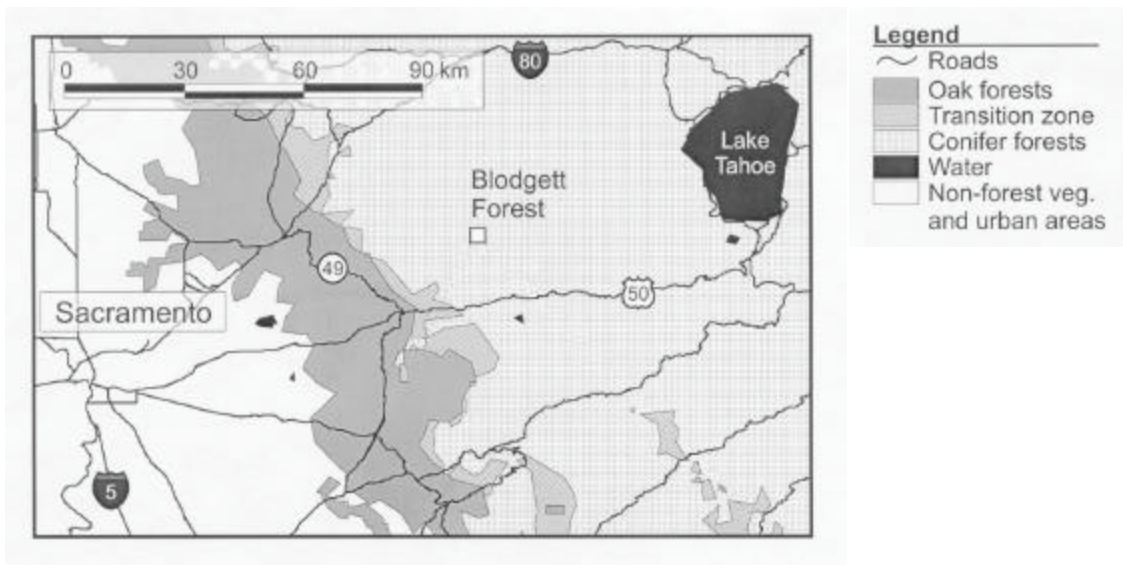 0 30 60 90 km
80
Lake
Tahoe
Blodgett
Forest
49
50
Sacramento
5
Legend
Roads
Oak forests
Transition zone
Conifer forests
Water
Non-forest veg.
and urban areas